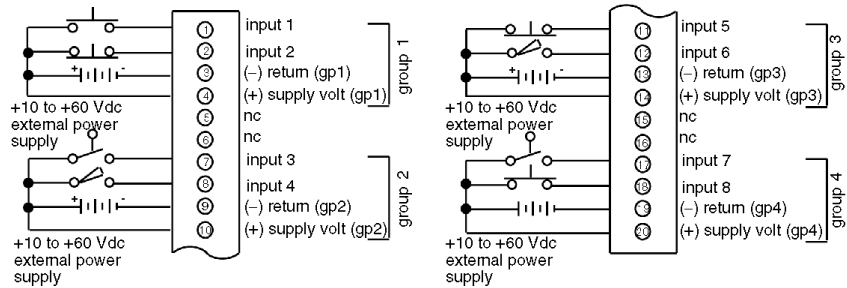 1 input 1
2 input 2
+ - 3 (–) return (gp1)
4 (+) supply volt (gp1)
group 1
+10 to +60 Vdc
external power
supply
5 nc
6 nc
7 input 3
8 input 4
+ - 9 (–) return (gp2)
10 (+) supply volt (gp2)
group 2
+10 to +60 Vdc
external power
supply
11 input 5
12 input 6
+ - 13 (–) return (gp3)
14 (+) supply volt (gp3)
group 3
+10 to +60 Vdc
external power
supply
15 nc
16 nc
17 input 7
18 input 8
19 (–) return (gp4)
20 (+) supply volt (gp4)
group 4
+10 to +60 Vdc
external power
supply